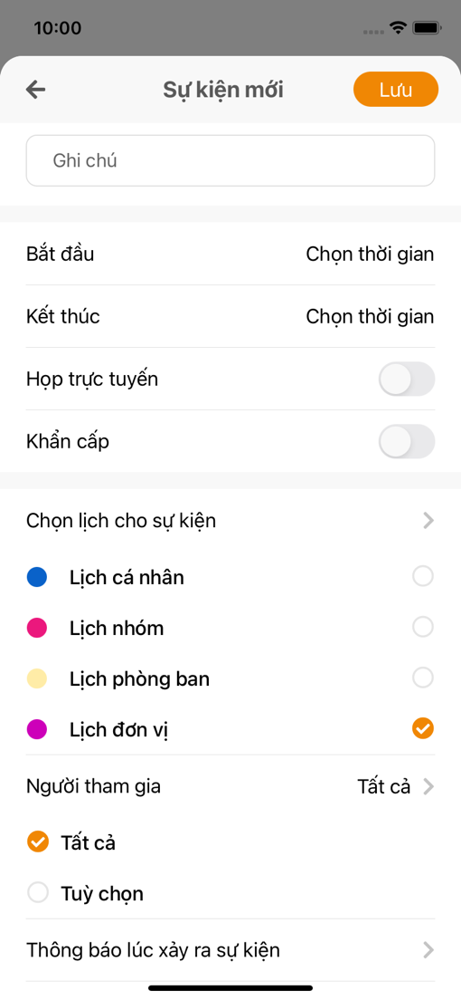 10:00
Sự kiện mới
Lưu
Ghi chú
Bắt đầu Chọn thời gian
Kết thúc Chọn thời gian
Họp trực tuyến
Khẩn cấp
Chọn lịch cho sự kiện
Lịch cá nhân
Lịch nhóm
Lịch phòng ban
Lịch đơn vị
Người tham gia Tất cả
Tất cả
Tuỳ chọn
Thông báo lúc xảy ra sự kiện